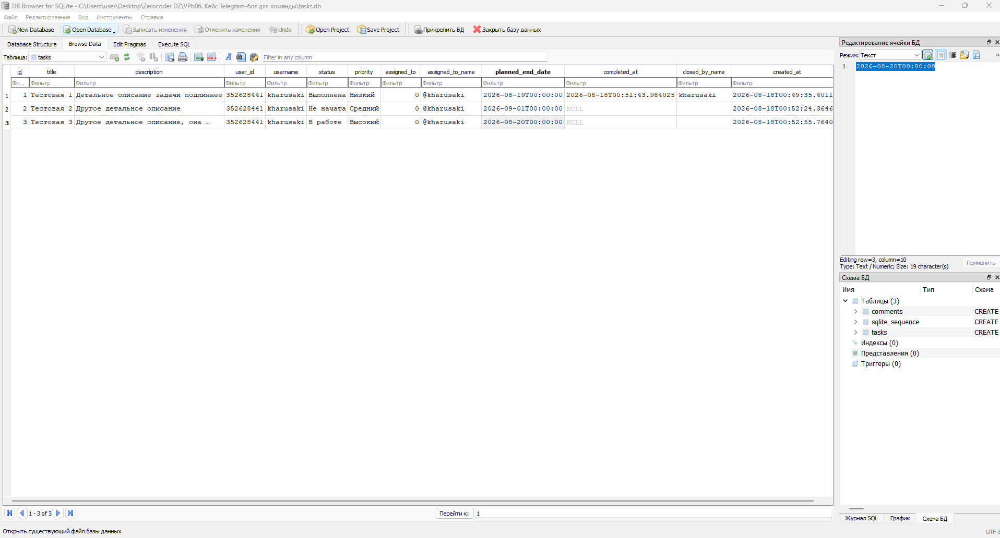 DB Browser for SQLite - C:\Users\user\Desktop\Zerocoder DZ\VPb06. Кейс Telegram-бот для команды\tasks.db
Файл Редактирование Вид Инструменты Справка
New Database Open Database Записать изменения Отменить изменения Undo Open Project Save Project Прикрепить БД Закрыть базу данных
Database Structure Browse Data Edit Pragmas Execute SQL
Таблица: tasks Filter in any column
id title description user_id username status priority assigned_to assigned_to_name planned_end_date completed_at closed_by_name created_at
Фи... Фильтр Фильтр Фильтр Фильтр Фильтр Фильтр Фильтр Фильтр Фильтр Фильтр Фильтр Фильтр
1 1 Тестовая 1 Детальное описание задачи подлиннее 352628441 kharusaki Выполнена Низкий 0 @kharusaki 2026-08-19T00:00:00 2026-08-18T00:51:43.984025 kharusaki 2026-08-18T00:49:35.4011
2 2 Тестовая 2 Другое детальное описание 352628441 kharusaki Не начата Средний 0 @kharusaki 2026-09-01T00:00:00 NULL 2026-08-18T00:52:24.3646
3 3 Тестовая 3 Другое детальное описание, она … 352628441 kharusaki В работе Высокий 0 @kharusaki 2026-08-20T00:00:00 NULL 2026-08-18T00:52:55.7640
1 - 3 of 3 Перейти к: 1
Открыть существующий файл базы данных
Редактирование ячейки БД
Режим: Текст
1 2026-08-20T00:00:00
Editing row=3, column=10
Type: Text / Numeric; Size: 19 character(s)
Применить
Схема БД
Имя Тип Схема
Таблицы (3)
comments CREATE
sqlite_sequence CREATE
tasks CREATE
Индексы (0)
Представления (0)
Триггеры (0)
Журнал SQL График Схема БД
UTF-8